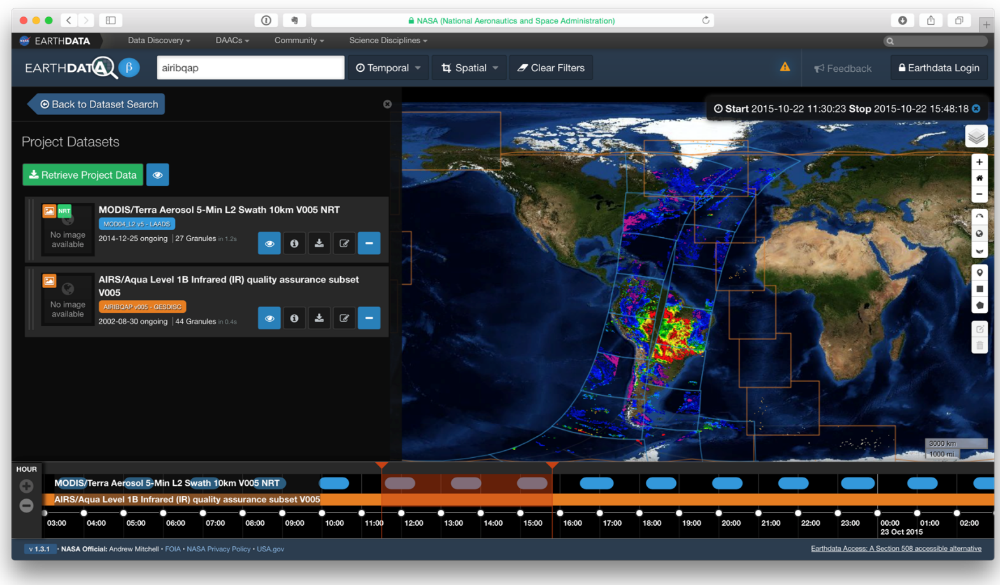 NASA (National Aeronautics and Space Administration)
EARTHDATA Data Discovery DAACs Community Science Disciplines
EARTHDATA β airibqap Temporal Spatial Clear Filters Feedback Earthdata Login
Back to Dataset Search
Start 2015-10-22 11:30:23 Stop 2015-10-22 15:48:18
Project Datasets
Retrieve Project Data
NRT
No image
available
MODIS/Terra Aerosol 5-Min L2 Swath 10km V005 NRT
MOD04_L2 v5 - LAADS
2014-12-25 ongoing | 27 Granules in 1.2s
No image
available
AIRS/Aqua Level 1B Infrared (IR) quality assurance subset
V005
AIRIBQAP v005 - GESDISC
2002-08-30 ongoing | 44 Granules in 0.4s
3000 km
1000 mi
HOUR
MODIS/Terra Aerosol 5-Min L2 Swath 10km V005 NRT
AIRS/Aqua Level 1B Infrared (IR) quality assurance subset V005
03:00 04:00 05:00 06:00 07:00 08:00 09:00 10:00 11:00 12:00 13:00 14:00 15:00 16:00 17:00 18:00 19:00 20:00 21:00 22:00 23:00 00:00 01:00 02:00
23 Oct 2015
v 1.3.1 • NASA Official: Andrew Mitchell • FOIA • NASA Privacy Policy • USA.gov
Earthdata Access: A Section 508 accessible alternative